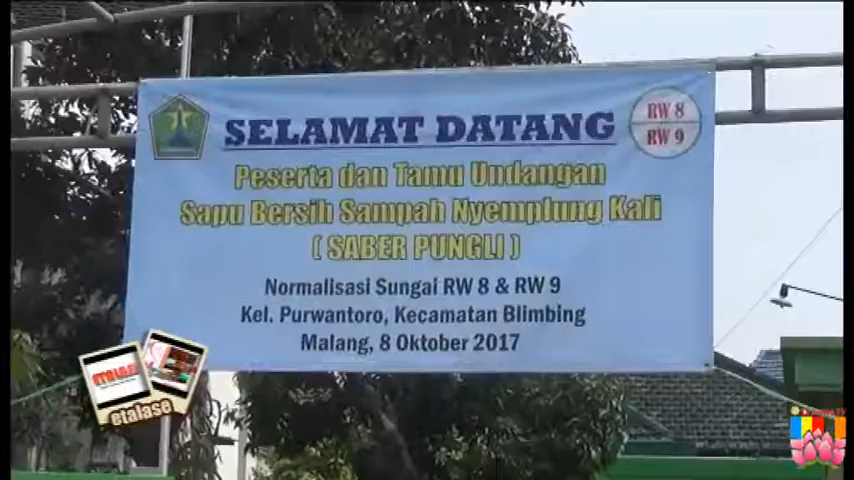 SELAMAT DATANG
RW 8
RW 9
Peserta dan Tamu Undangan
Sapu Bersih Sampah Nyemplung Kali
( SABER PUNGLI )
Normalisasi Sungai RW 8 & RW 9
Kel. Purwantoro, Kecamatan Blimbing
Malang, 8 Oktober 2017
ETALASE
etalase